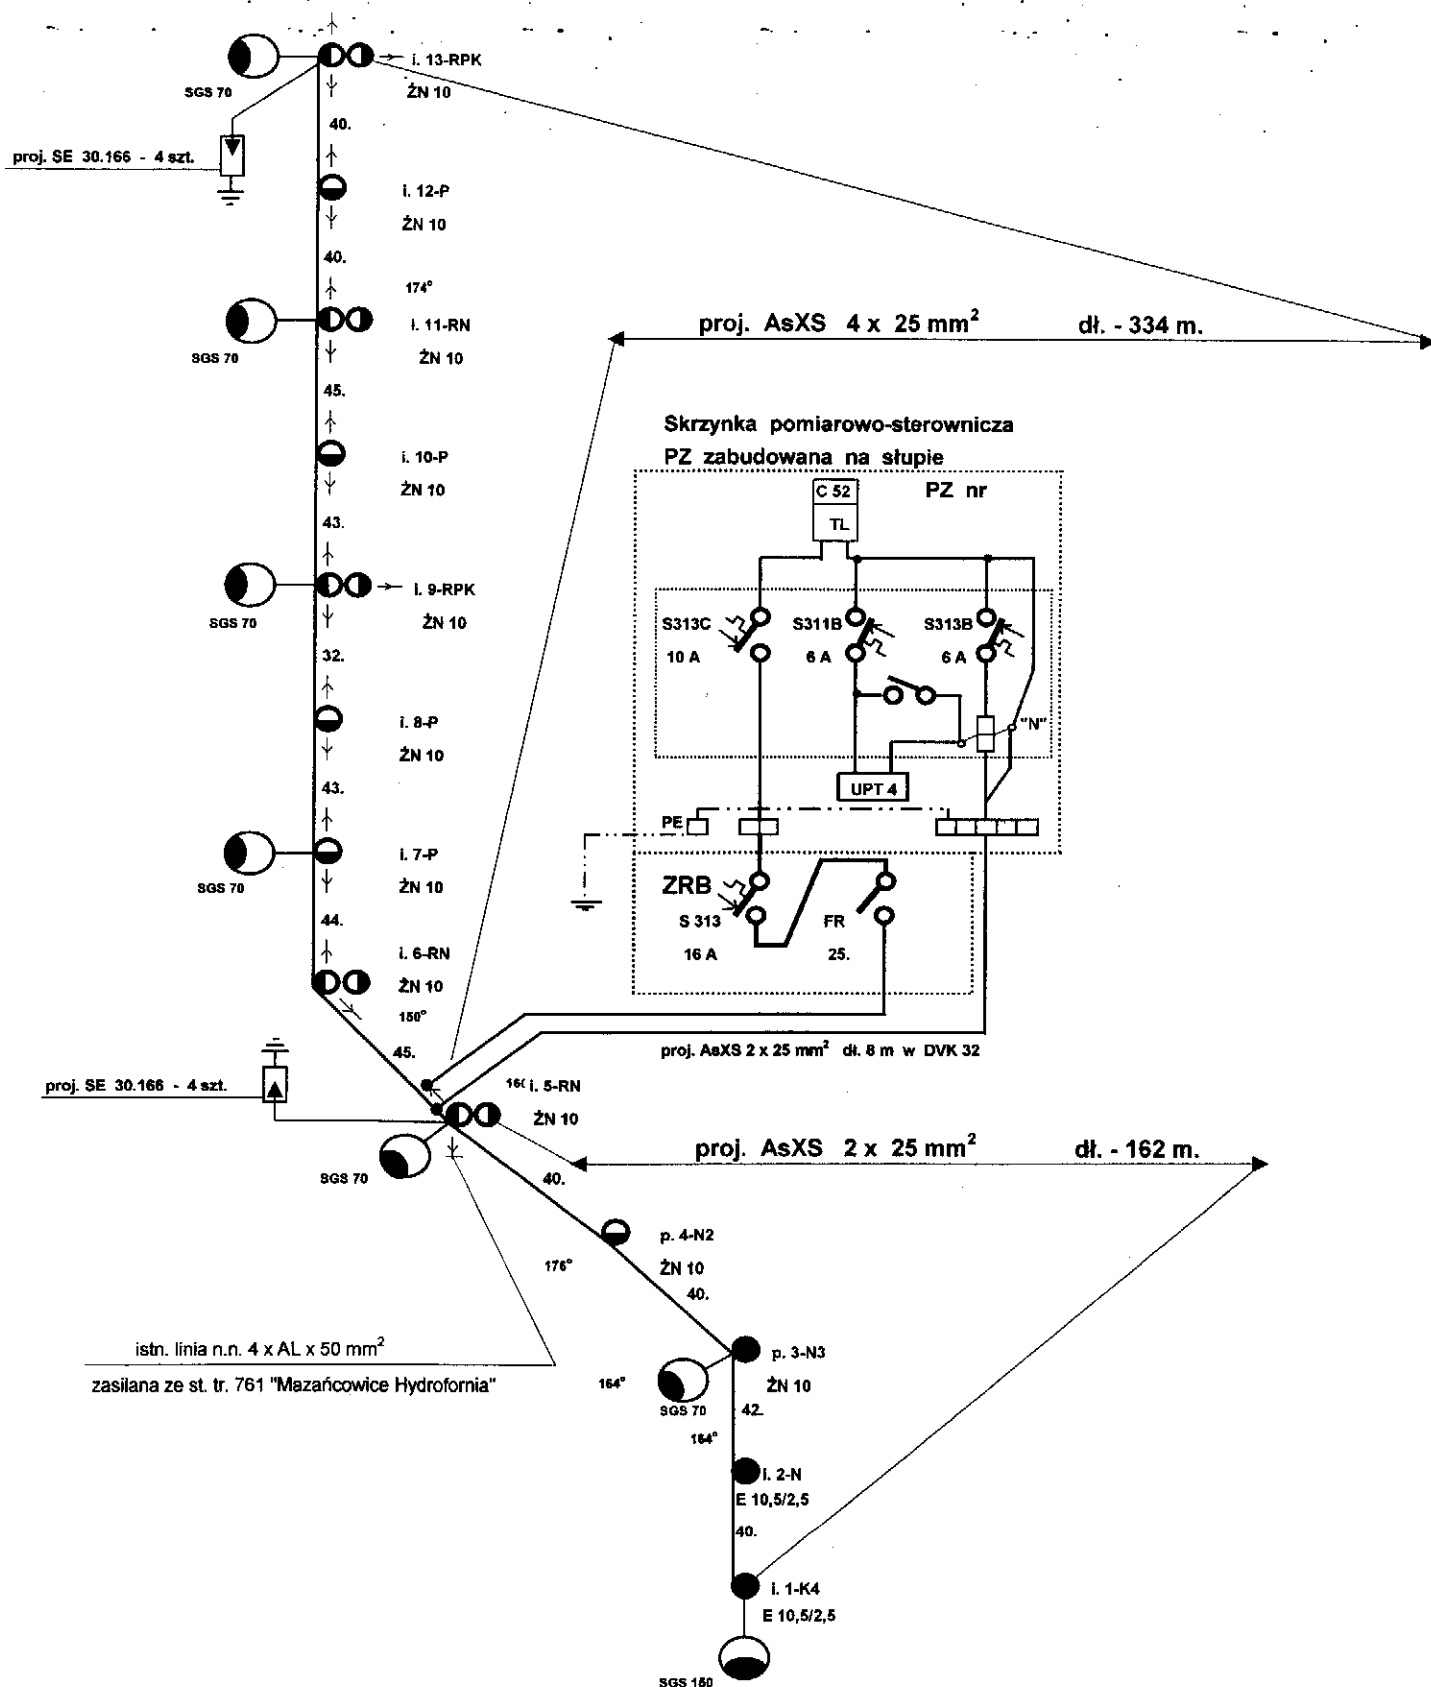 i. 13-RPK
SGS 70
ŻN 10
40.
proj. SE 30.166 - 4 szt.
i. 12-P
ŻN 10
40.
174°
i. 11-RN
SGS 70
ŻN 10
proj. AsXS 4 x 25 mm² dł. - 334 m.
45.
Skrzynka pomiarowo-sterownicza
PZ zabudowana na słupie
i. 10-P
ŻN 10
C 52
PZ nr
TL
43.
i. 9-RPK
SGS 70
ŻN 10
S313C
10 A
S311B
6 A
S313B
6 A
32.
i. 8-P
ŻN 10
"N"
43.
UPT 4
PE
i. 7-P
SGS 70
ŻN 10
ZRB
S 313
16 A
FR
25.
44.
i. 6-RN
ŻN 10
150°
45.
proj. AsXS 2 x 25 mm² dł. 8 m w DVK 32
proj. SE 30.166 - 4 szt.
i. 5-RN
ŻN 10
SGS 70
proj. AsXS 2 x 25 mm² dł. - 162 m.
40.
p. 4-N2
ŻN 10
176°
40.
istn. linia n.n. 4 x AL x 50 mm²
zasilana ze st. tr. 761 "Mazańcowice Hydrofornia"
p. 3-N3
ŻN 10
164°
SGS 70
42.
164°
i. 2-N
E 10,5/2,5
40.
i. 1-K4
E 10,5/2,5
SGS 150